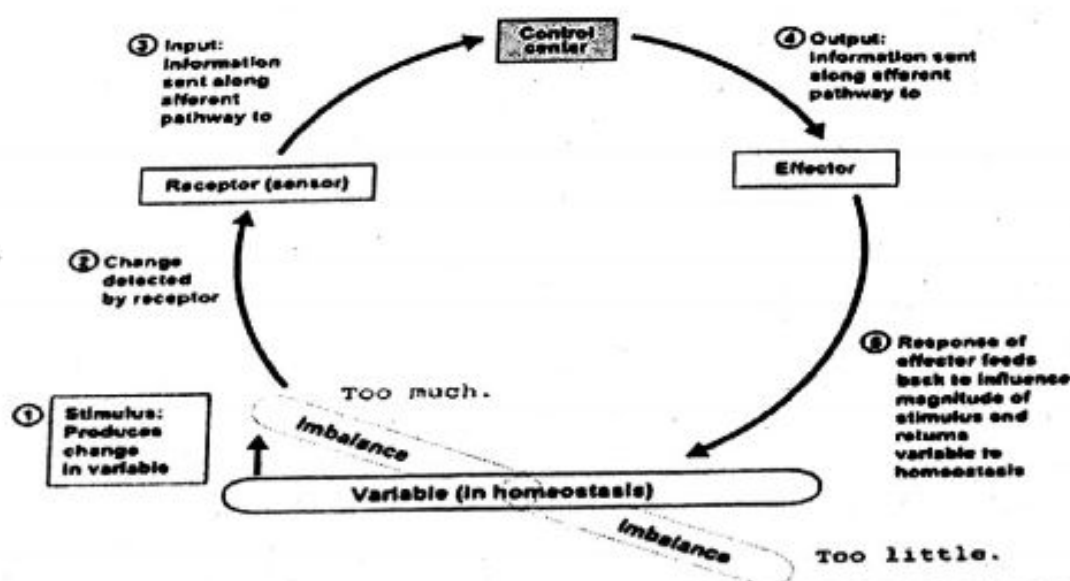 Control
center
③ Input:
Information
sent along
afferent
pathway to
④ Output:
Information sent
along efferent
pathway to
Receptor (sensor)
Effector
② Change
detected
by receptor
① Stimulus:
Produces
change
in variable
Too much.
Imbalance
Variable (in homeostasis)
Imbalance
Too little.
⑤ Response of
effector feeds
back to influence
magnitude of
stimulus and
returns
variable to
homeostasis